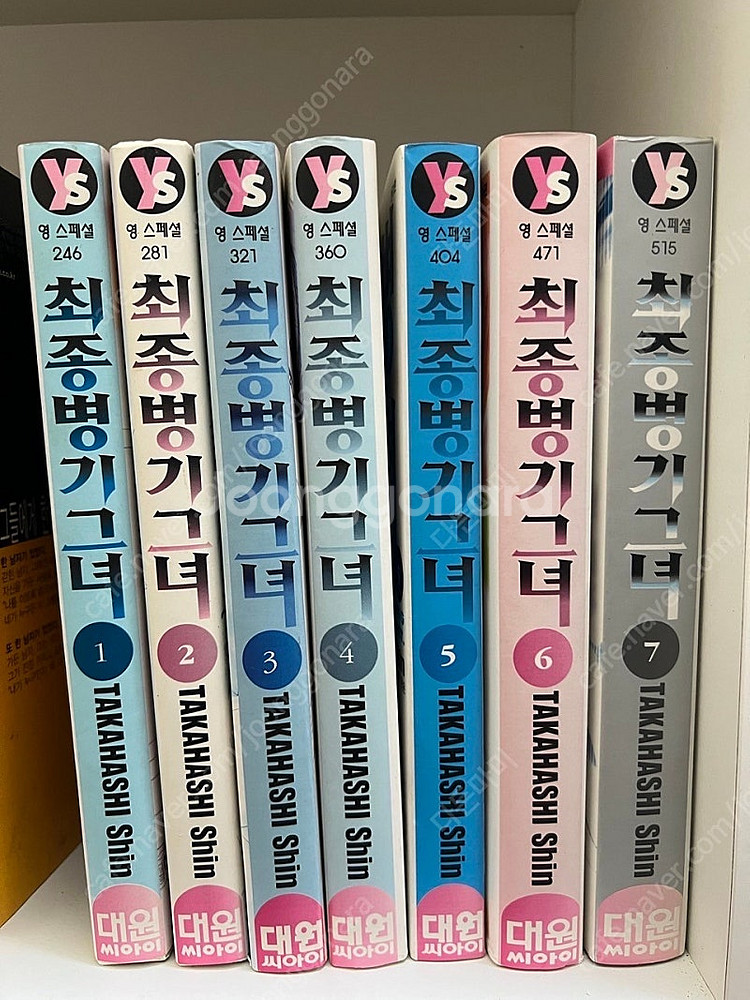 YS
영 스페셜
246
최종병기그녀
1
TAKAHASHI Shin
대원
씨아이
YS
영 스페셜
281
최종병기그녀
2
TAKAHASHI Shin
대원
씨아이
YS
영 스페셜
321
최종병기그녀
3
TAKAHASHI Shin
대원
씨아이
YS
영 스페셜
360
최종병기그녀
4
TAKAHASHI Shin
대원
씨아이
YS
영 스페셜
404
최종병기그녀
5
TAKAHASHI Shin
대원
씨아이
YS
영 스페셜
471
최종병기그녀
6
TAKAHASHI Shin
대원
씨아이
YS
영 스페셜
515
최종병기그녀
7
TAKAHASHI Shin
대원
씨아이
joonggonara
cafe.naver.com/joonggonara